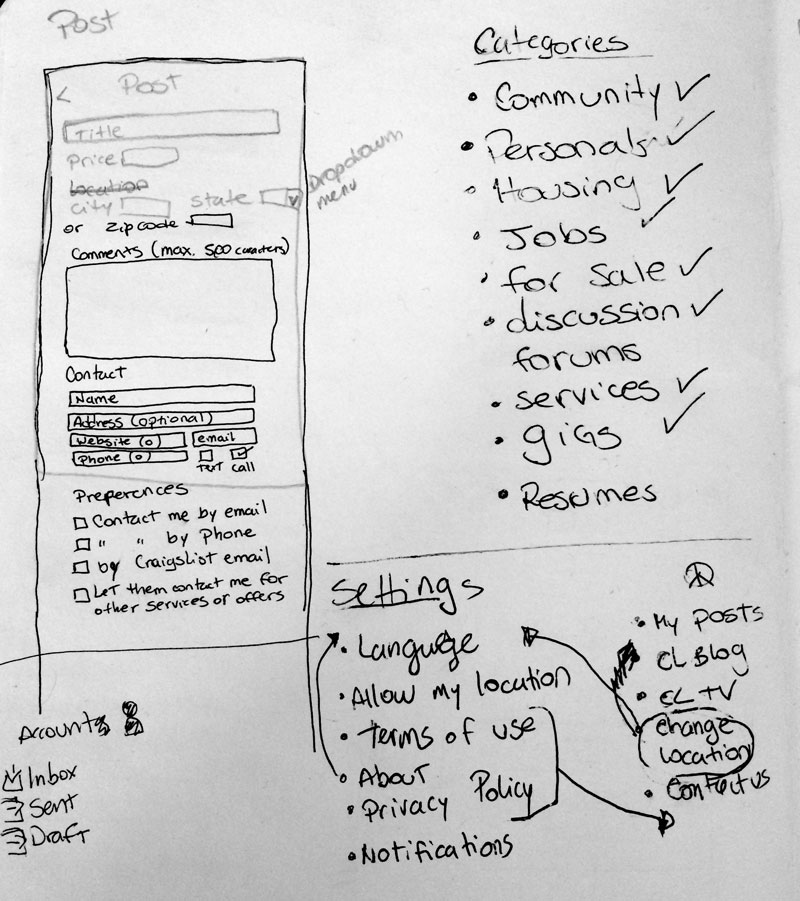 Post
< Post
Title
Price
location
city state
Dropdown
menu
or zip code
Comments (max. 500 caracters)
Contact
Name
Address (optional)
Website (o) email
Phone (o)
text call
Preferences
Contact me by email
" " by Phone
by Craigslist email
Let them contact me for
other services or offers
Accounts
Inbox
Sent
Draft
Categories
• Community ✓
• Personals ✓
• Housing ✓
• Jobs ✓
• for sale ✓
• discussion ✓
forums
• services ✓
• gigs ✓
• Resumes
Settings
• Language
• Allow my location
• Terms of use
• About
• Privacy Policy
• Notifications
• My posts
CL Blog
• CL TV
• change
location
• Contact us